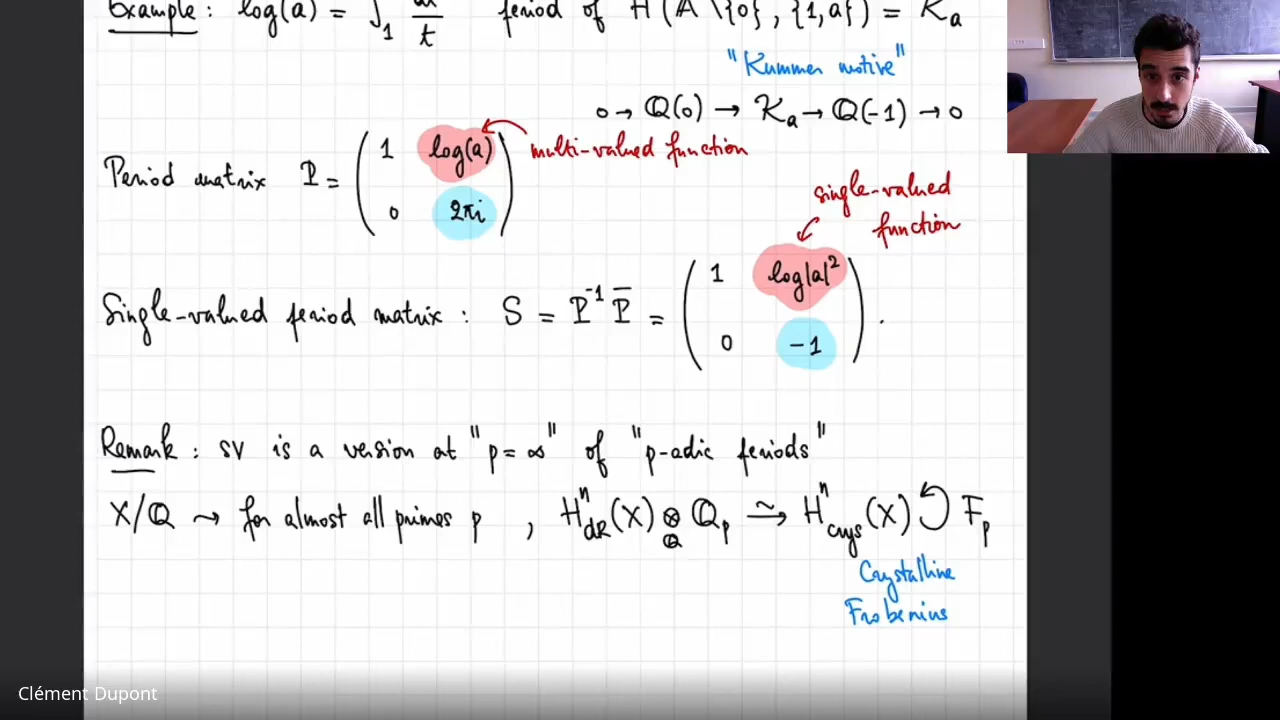 Example : log(a) = ∫₁ dt/t period of H(A \{0}, {1,a}) = Kₐ
"Kummer motive"
0 → Q(0) → Kₐ → Q(-1) → 0
Period matrix P = ( 1 log(a) ; 0 2πi )
multi-valued function
single-valued
function
Single-valued period matrix : S = P⁻¹ P̅ = ( 1 log|a|² ; 0 -1 ) .
Remark : sv is a version at "p = ∞" of "p-adic periods"
X/Q ⇝ for almost all primes p , Hⁿ_dR(X) ⊗_Q Q_p ⥲ Hⁿ_crys(X) ↺ F_p
Crystalline
Frobenius
Clément Dupont